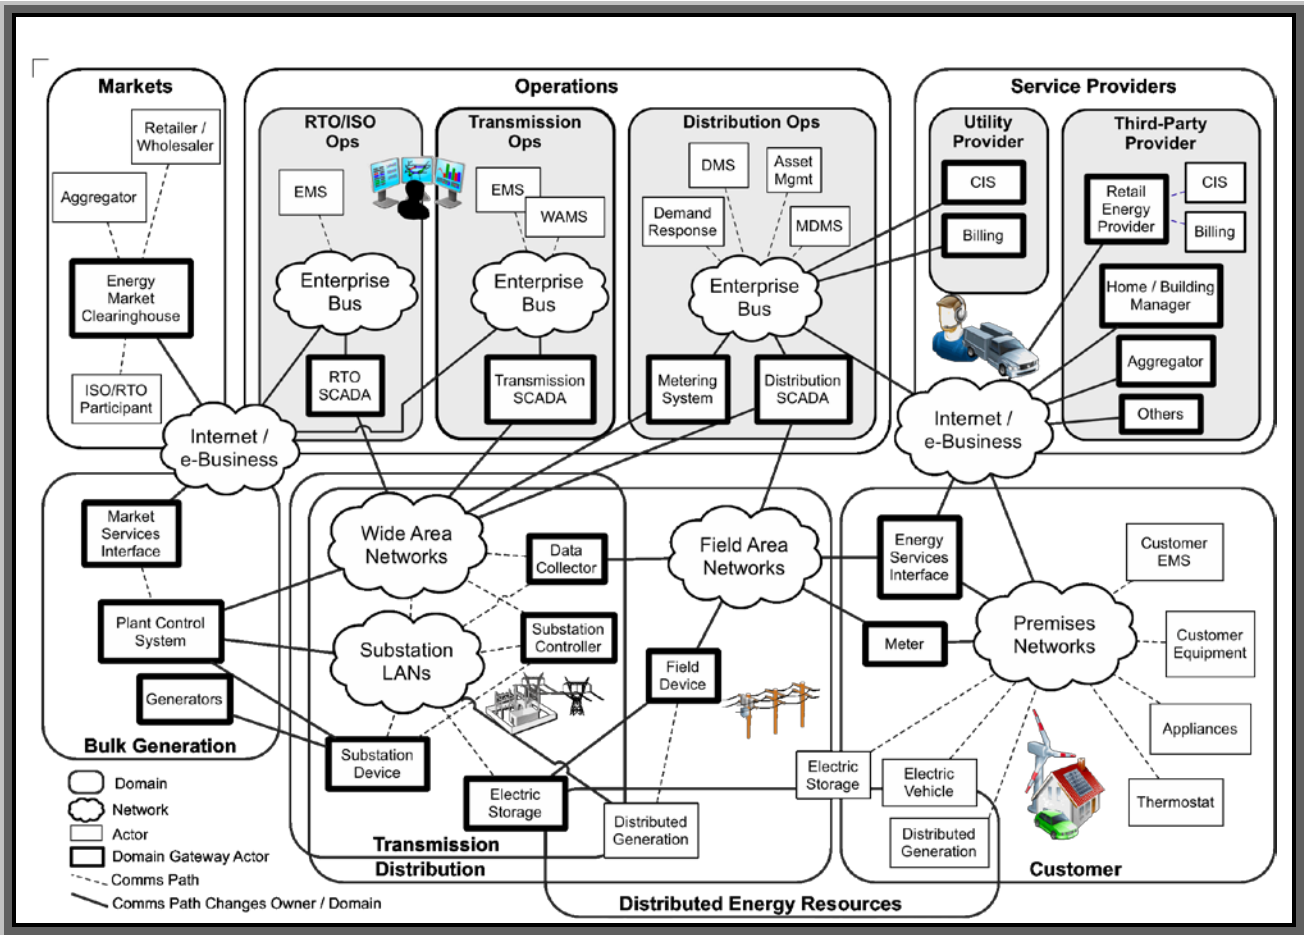 Markets
Retailer /
Wholesaler
Aggregator
Energy
Market
Clearinghouse
ISO/RTO
Participant
Operations
RTO/ISO
Ops
EMS
Enterprise
Bus
RTO
SCADA
Transmission
Ops
EMS
WAMS
Enterprise
Bus
Transmission
SCADA
Distribution Ops
DMS
Asset
Mgmt
Demand
Response
MDMS
Enterprise
Bus
Metering
System
Distribution
SCADA
Service Providers
Utility
Provider
CIS
Billing
Third-Party
Provider
Retail
Energy
Provider
CIS
Billing
Home / Building
Manager
Aggregator
Others
Internet /
e-Business
Internet /
e-Business
Market
Services
Interface
Plant Control
System
Generators
Bulk Generation
Wide Area
Networks
Data
Collector
Substation
LANs
Substation
Controller
Substation
Device
Electric
Storage
Transmission
Field Area
Networks
Field
Device
Distributed
Generation
Distribution
Energy
Services
Interface
Meter
Premises
Networks
Customer
EMS
Customer
Equipment
Appliances
Thermostat
Electric
Storage
Electric
Vehicle
Distributed
Generation
Customer
Distributed Energy Resources
Domain
Network
Actor
Domain Gateway Actor
Comms Path
Comms Path Changes Owner / Domain